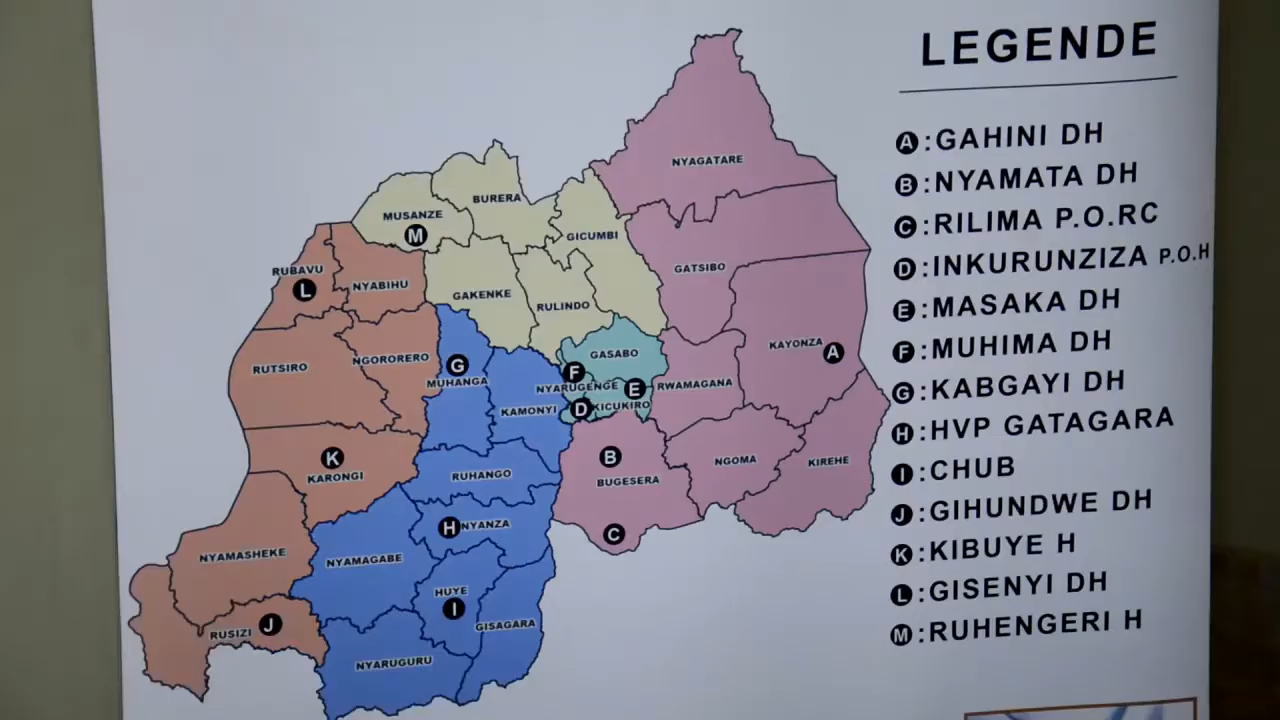 LEGENDE
A:GAHINI DH
B:NYAMATA DH
C:RILIMA P.O.RC
D:INKURUNZIZA P.O.H
E:MASAKA DH
F:MUHIMA DH
G:KABGAYI DH
H:HVP GATAGARA
I:CHUB
J:GIHUNDWE DH
K:KIBUYE H
L:GISENYI DH
M:RUHENGERI H
NYAGATARE
BURERA
MUSANZE
M
GICUMBI
RUBAVU
L
NYABIHU
GATSIBO
GAKENKE
RULINDO
KAYONZA A
GASABO
NGORORERO
RUTSIRO
G
MUHANGA
F
NYARUGENGE
E
RWAMAGANA
KAMONYI
D KICUKIRO
B
BUGESERA
NGOMA
KIREHE
K
KARONGI
RUHANGO
H NYANZA
C
NYAMASHEKE
NYAMAGABE
HUYE
I
GISAGARA
RUSIZI J
NYARUGURU